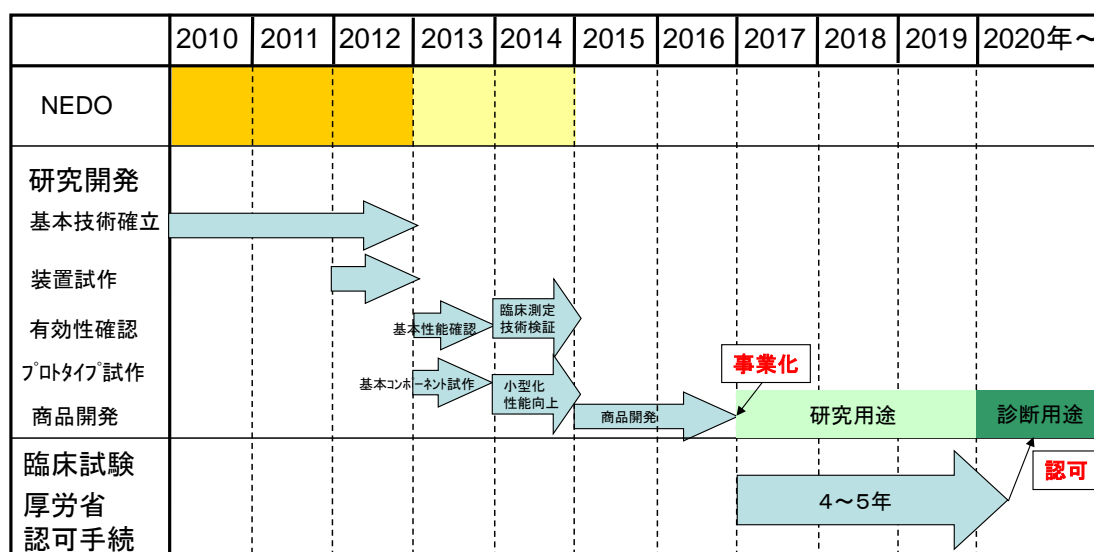 2010 2011 2012 2013 2014 2015 2016 2017 2018 2019 2020年~
NEDO
研究開発
基本技術確立
装置試作
有効性確認
基本性能確認
臨床測定
技術検証
プロトタイプ試作
基本コンポーネント試作
小型化
性能向上
事業化
商品開発
商品開発
研究用途
診断用途
臨床試験
厚労省
認可手続
4~5年
認可